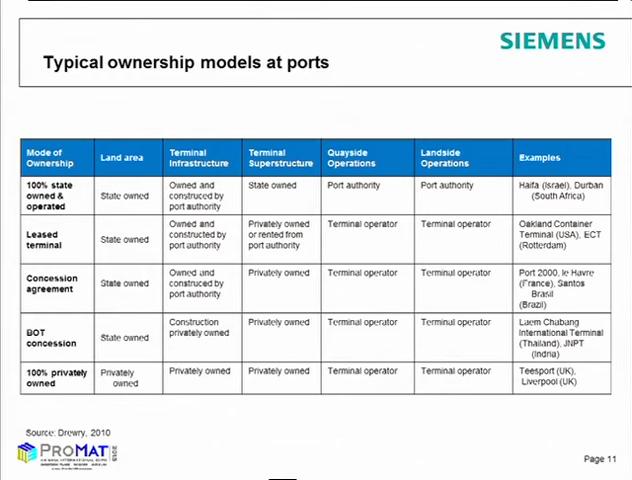 SIEMENS
Typical ownership models at ports
Mode of Ownership | Land area | Terminal Infrastructure | Terminal Superstructure | Quayside Operations | Landside Operations | Examples
100% state owned & operated | State owned | Owned and constructed by port authority | State owned | Port authority | Port authority | Haifa (Israel), Durban (South Africa)
Leased terminal | State owned | Owned and constructed by port authority | Privately owned or rented from port authority | Terminal operator | Terminal operator | Oakland Container Terminal (USA), ECT (Rotterdam)
Concession agreement | State owned | Owned and constructed by port authority | Privately owned | Terminal operator | Terminal operator | Port 2000, le Havre (France), Santos Brasil (Brazil)
BOT concession | State owned | Construction privately owned | Privately owned | Terminal operator | Terminal operator | Laem Chabang International Terminal (Thailand), JNPT
100% privately owned | Privately owned | Privately owned | Privately owned | Terminal operator | Terminal operator | Teesport (UK), Liverpool (UK)
Source: Drewry, 2010
PROMAT
2013
Page 11